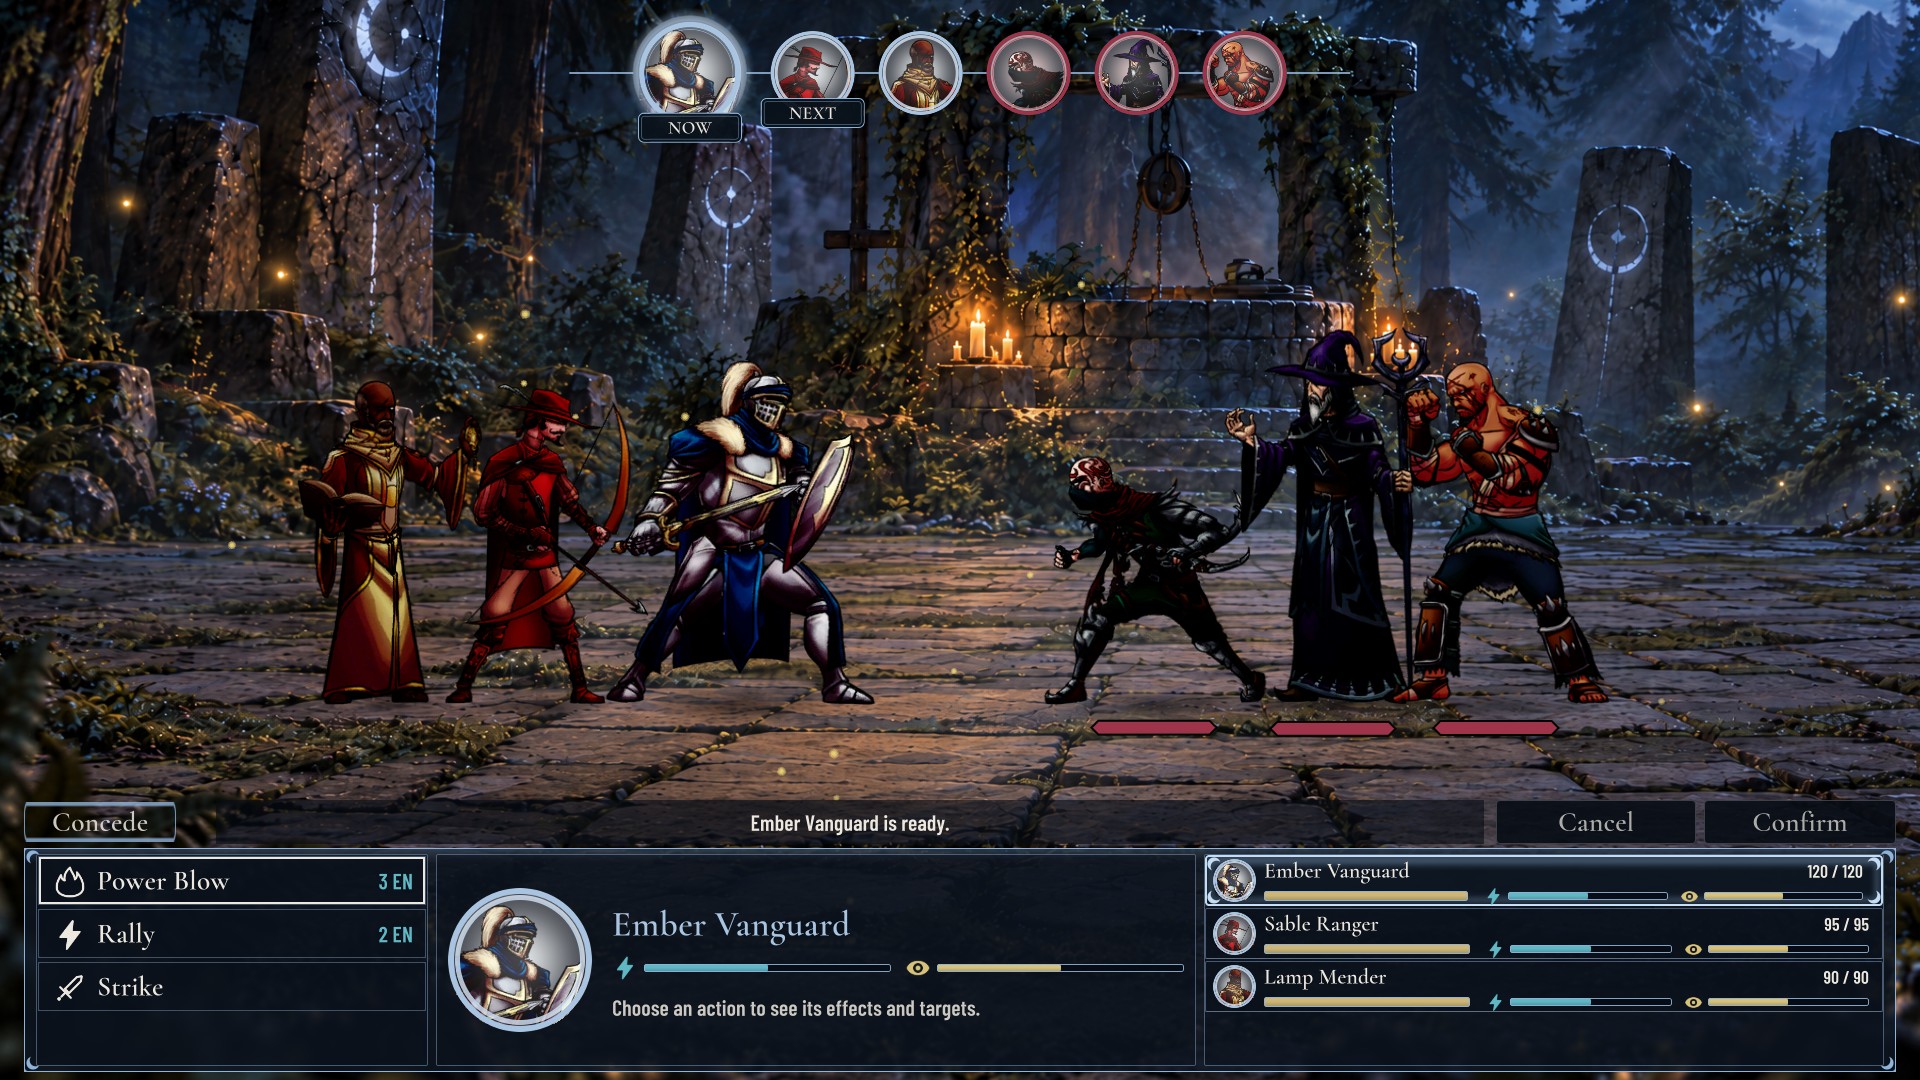 NOW
NEXT
Concede
Ember Vanguard is ready.
Cancel
Confirm
Power Blow 3 EN
Rally 2 EN
Strike
Ember Vanguard
Choose an action to see its effects and targets.
Ember Vanguard 120 / 120
Sable Ranger 95 / 95
Lamp Mender 90 / 90